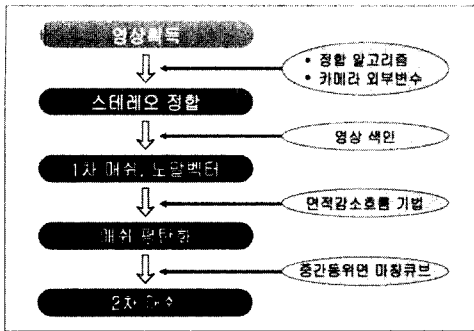 영상획득
• 정합 알고리즘
• 카메라 외부변수
스테레오 정합
영상 색인
1차 매쉬, 노말벡터
면적감소흐름 기법
매쉬 평탄화
중간동위면 마칭큐브
2차 매쉬